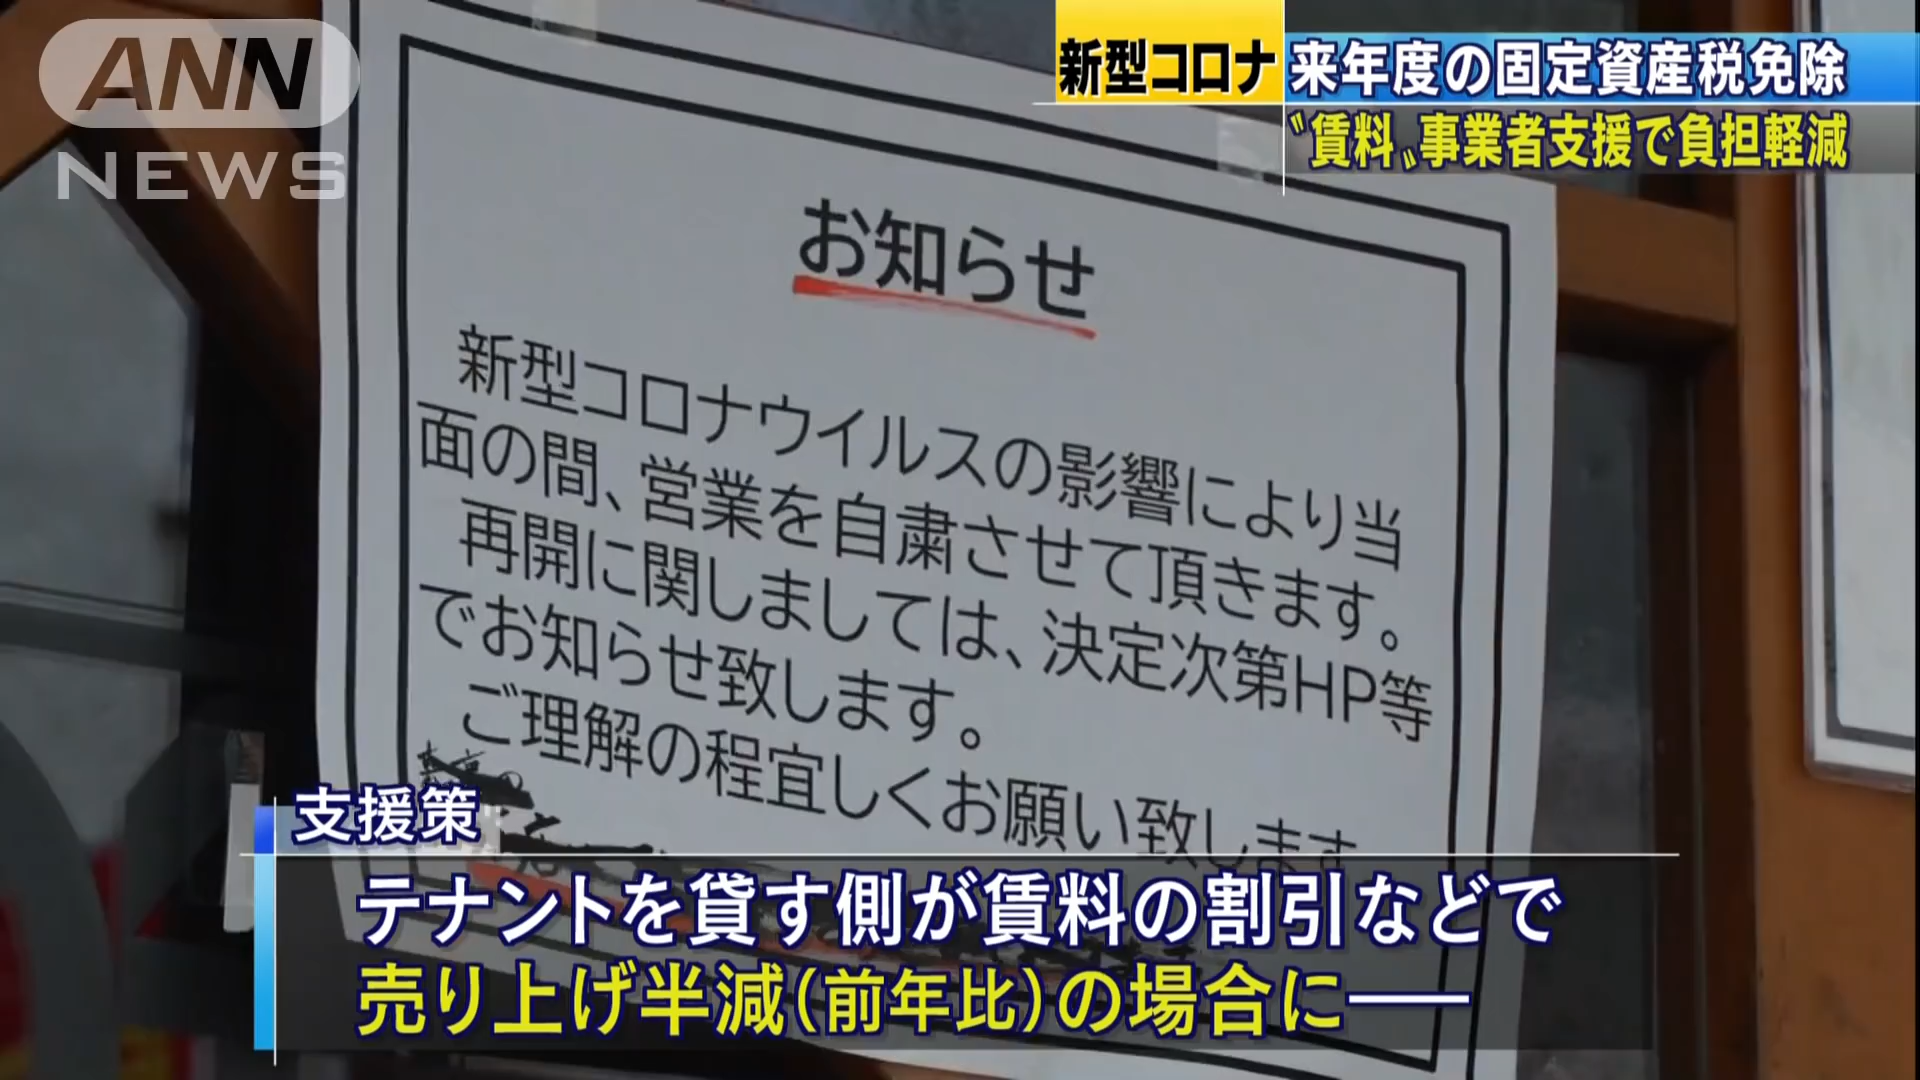 ANN
NEWS
新型コロナ
来年度の固定資産税免除
〝賃料〟事業者支援で負担軽減
お知らせ
新型コロナウイルスの影響により当
面の間、営業を自粛させて頂きます。
再開に関しましては、決定次第HP等
でお知らせ致します。
ご理解の程宜しくお願い致します
支援策
テナントを貸す側が賃料の割引などで
売り上げ半減(前年比)の場合に──